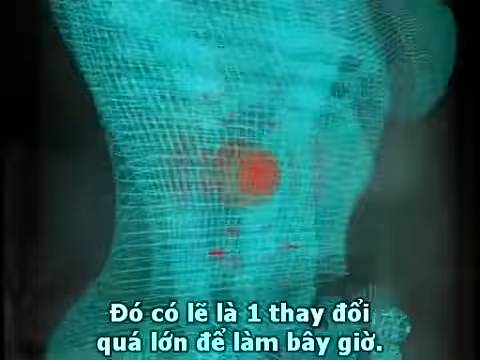 Đó có lẽ là 1 thay đổi
quá lớn để làm bây giờ.